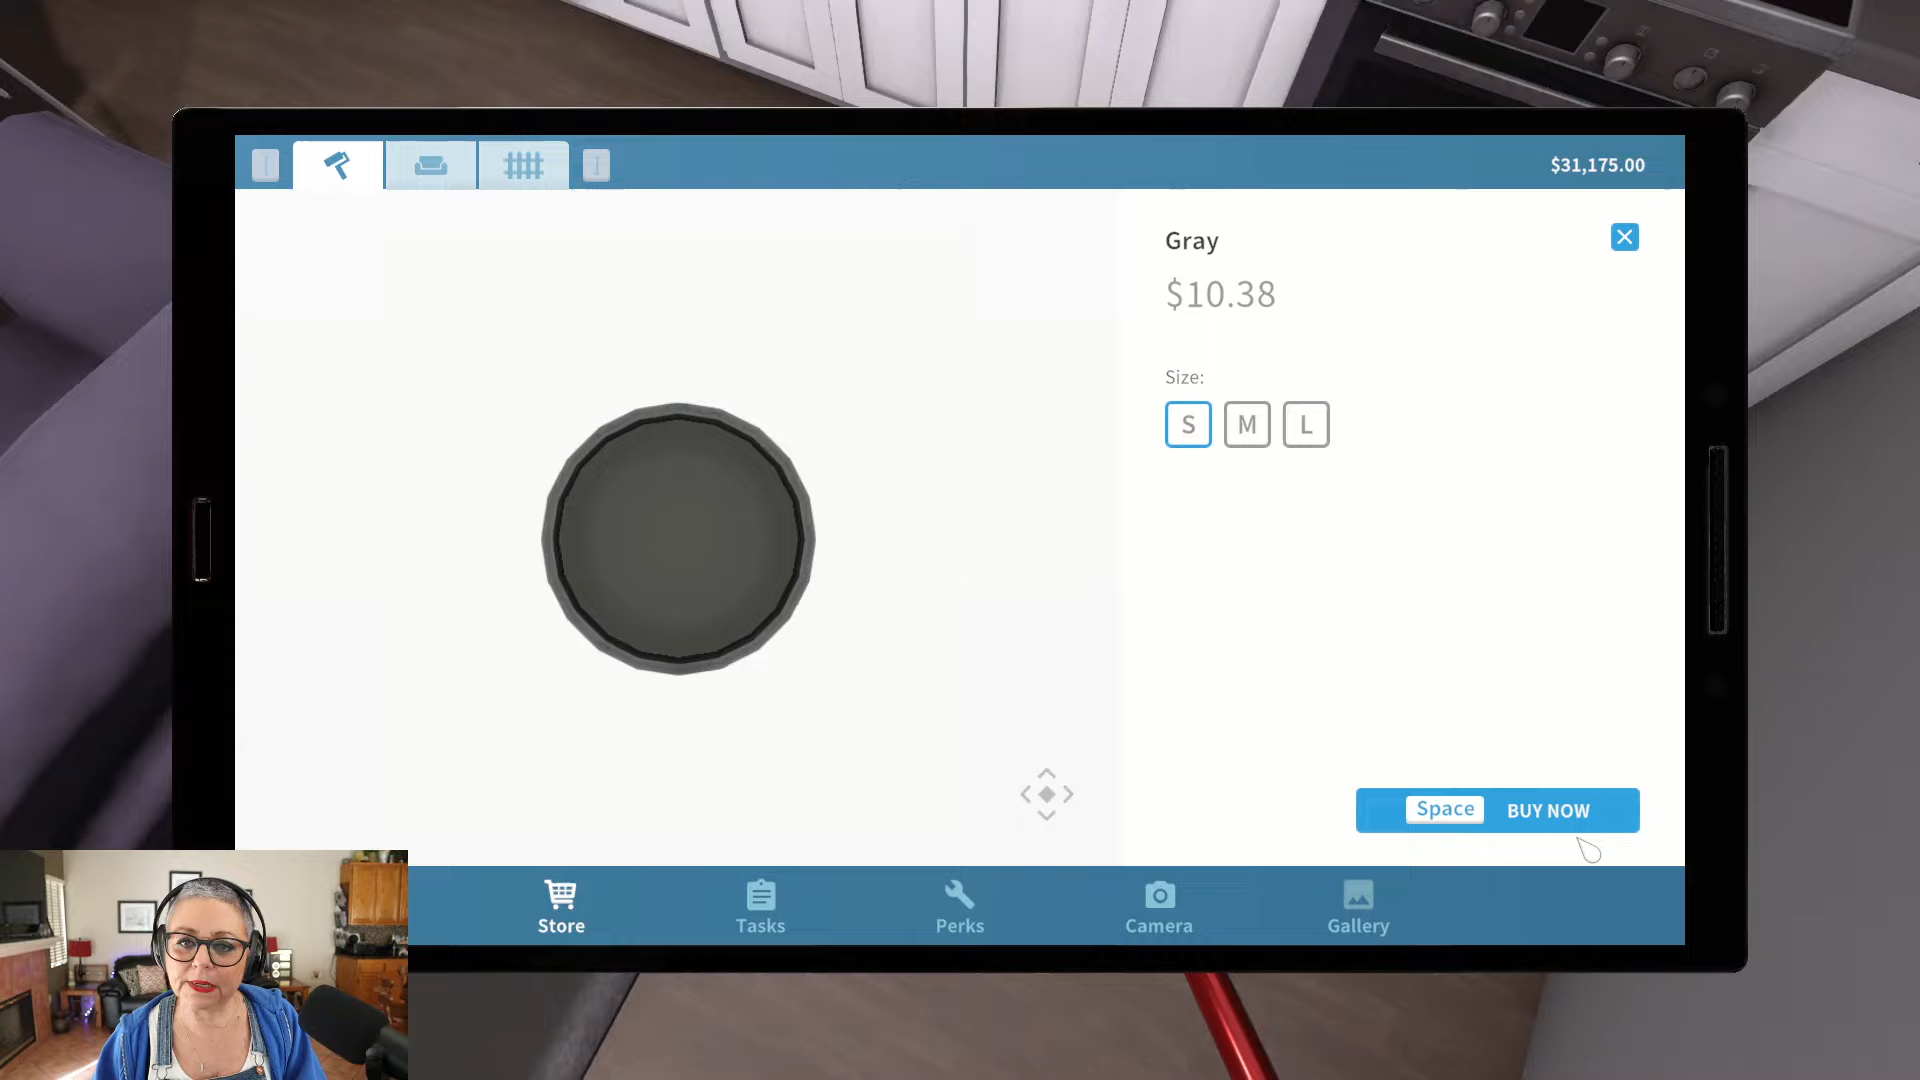 $31,175.00
Gray
$10.38
Size:
S M L
Space BUY NOW
Store Tasks Perks Camera Gallery